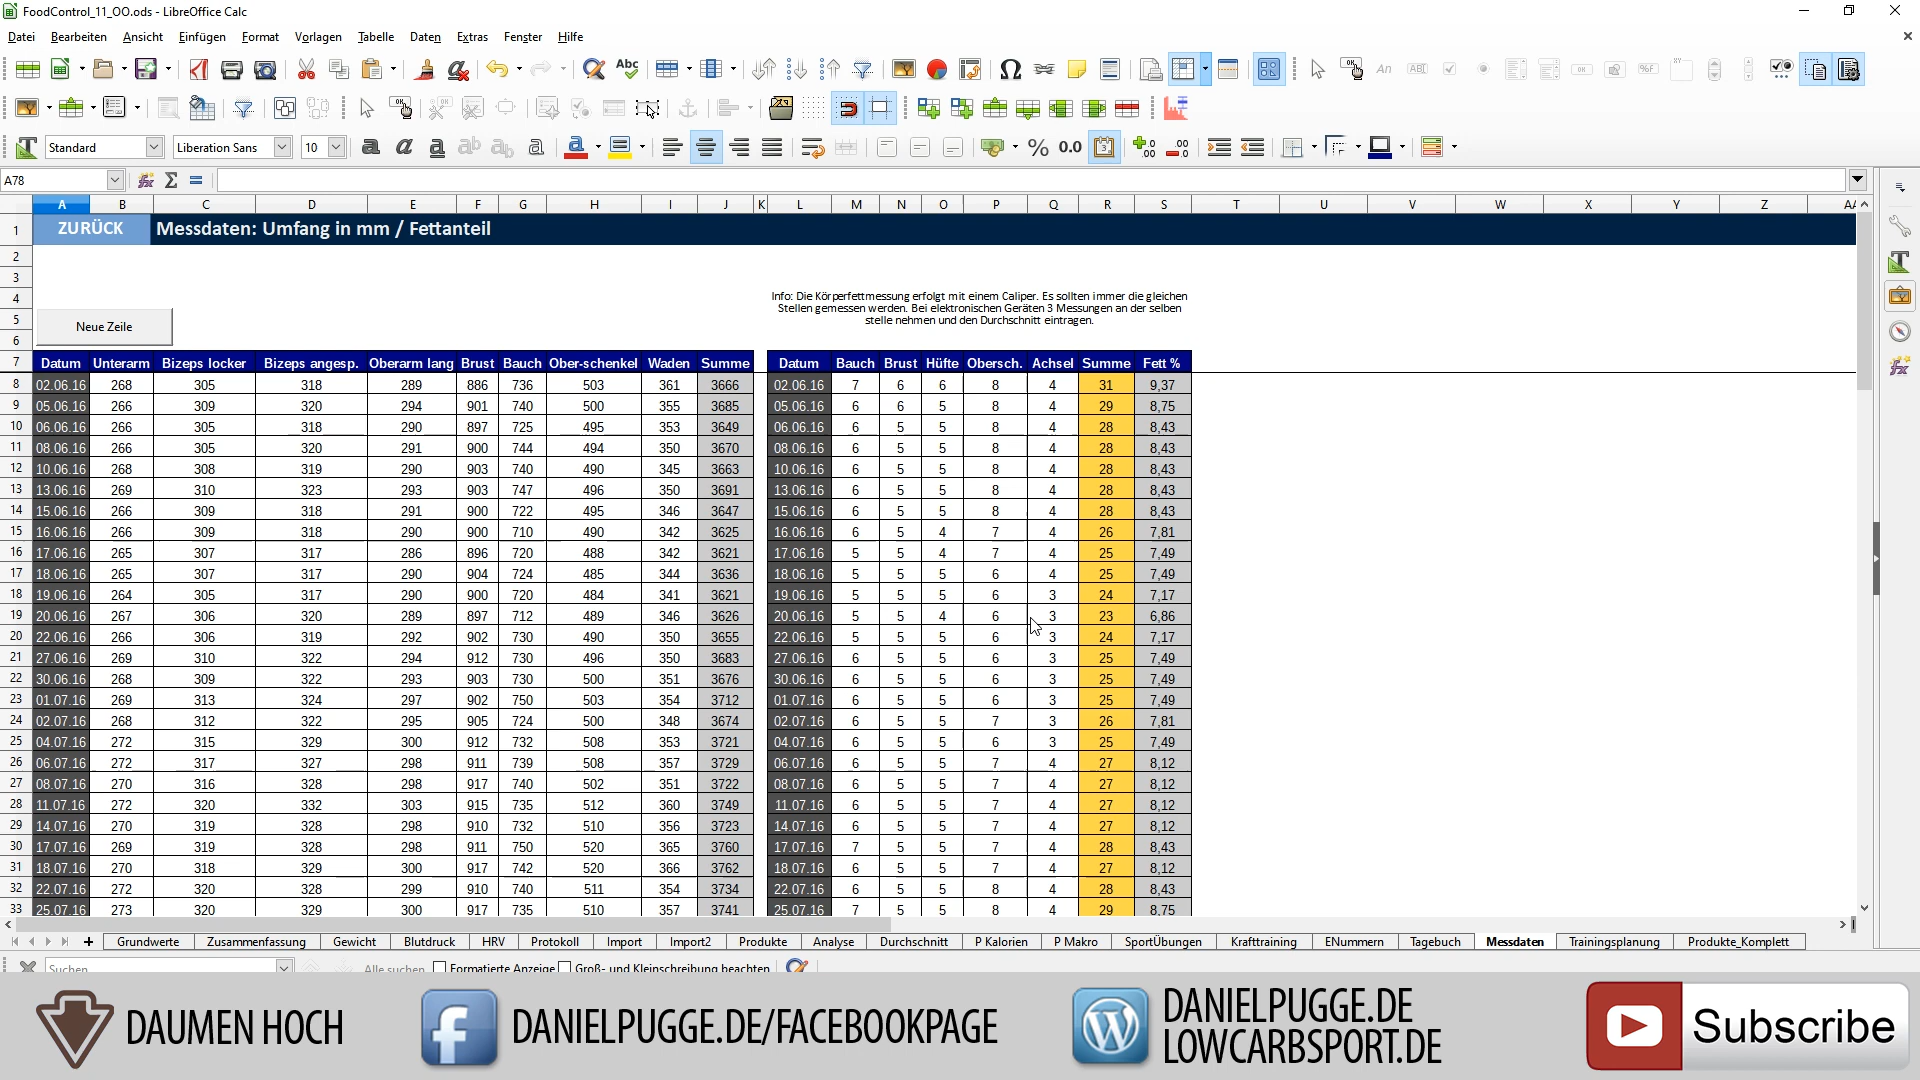 FoodControl_11_OO.ods - LibreOffice Calc
Datei Bearbeiten Ansicht Einfügen Format Vorlagen Tabelle Daten Extras Fenster Hilfe
Standard Liberation Sans 10
A78
A B C D E F G H I J K L M N O P Q R S T U V W X Y Z AA
1 ZURÜCK Messdaten: Umfang in mm / Fettanteil
2
3
4 Info: Die Körperfettmessung erfolgt mit einem Caliper. Es sollten immer die gleichen
Stellen gemessen werden. Bei elektronischen Geräten 3 Messungen an der selben
5 stelle nehmen und den Durchschnitt eintragen.
Neue Zeile
6
7 Datum Unterarm Bizeps locker Bizeps angesp. Oberarm lang Brust Bauch Ober-schenkel Waden Summe Datum Bauch Brust Hüfte Obersch. Achsel Summe Fett %
8 02.06.16 268 305 318 289 886 736 503 361 3666 02.06.16 7 6 6 8 4 31 9,37
9 05.06.16 266 309 320 294 901 740 500 355 3685 05.06.16 6 6 5 8 4 29 8,75
10 06.06.16 266 305 318 290 897 725 495 353 3649 06.06.16 6 5 5 8 4 28 8,43
11 08.06.16 266 305 320 291 900 744 494 350 3670 08.06.16 6 5 5 8 4 28 8,43
12 10.06.16 268 308 319 290 903 740 490 345 3663 10.06.16 6 5 5 8 4 28 8,43
13 13.06.16 269 310 323 293 903 747 496 350 3691 13.06.16 6 5 5 8 4 28 8,43
14 15.06.16 266 309 318 291 900 722 495 346 3647 15.06.16 6 5 5 8 4 28 8,43
15 16.06.16 266 309 318 290 900 710 490 342 3625 16.06.16 6 5 4 7 4 26 7,81
16 17.06.16 265 307 317 286 896 720 488 342 3621 17.06.16 5 5 4 7 4 25 7,49
17 18.06.16 265 307 317 290 904 724 485 344 3636 18.06.16 5 5 5 6 4 25 7,49
18 19.06.16 264 305 317 290 900 720 484 341 3621 19.06.16 5 5 5 6 3 24 7,17
19 20.06.16 267 306 320 289 897 712 489 346 3626 20.06.16 5 5 4 6 3 23 6,86
20 22.06.16 266 306 319 292 902 730 490 350 3655 22.06.16 5 5 5 6 3 24 7,17
21 27.06.16 269 310 322 294 912 730 496 350 3683 27.06.16 6 5 5 6 3 25 7,49
22 30.06.16 268 309 322 293 903 730 500 351 3676 30.06.16 6 5 5 6 3 25 7,49
23 01.07.16 269 313 324 297 902 750 503 354 3712 01.07.16 6 5 5 6 3 25 7,49
24 02.07.16 268 312 322 295 905 724 500 348 3674 02.07.16 6 5 5 7 3 26 7,81
25 04.07.16 272 315 329 300 912 732 508 353 3721 04.07.16 6 5 5 6 3 25 7,49
26 06.07.16 272 317 327 298 911 739 508 357 3729 06.07.16 6 5 5 7 4 27 8,12
27 08.07.16 270 316 328 298 917 740 502 351 3722 08.07.16 6 5 5 7 4 27 8,12
28 11.07.16 272 320 332 303 915 735 512 360 3749 11.07.16 6 5 5 7 4 27 8,12
29 14.07.16 270 319 328 298 910 732 510 356 3723 14.07.16 6 5 5 7 4 27 8,12
30 17.07.16 269 319 328 298 911 750 520 365 3760 17.07.16 7 5 5 7 4 28 8,43
31 18.07.16 270 318 329 300 917 742 520 366 3762 18.07.16 6 5 5 7 4 27 8,12
32 22.07.16 272 320 328 299 910 740 511 354 3734 22.07.16 6 5 5 8 4 28 8,43
33 25.07.16 273 320 329 300 917 735 510 357 3741 25.07.16 7 5 5 8 4 29 8,75
Grundwerte Zusammenfassung Gewicht Blutdruck HRV Protokoll Import Import2 Produkte Analyse Durchschnitt P Kalorien P Makro SportÜbungen Krafttraining ENummern Tagebuch Messdaten Trainingsplanung Produkte_Komplett
Suchen Alle suchen Formatierte Anzeige Groß- und Kleinschreibung beachten
DAUMEN HOCH
DANIELPUGGE.DE/FACEBOOKPAGE
DANIELPUGGE.DE
LOWCARBSPORT.DE
Subscribe